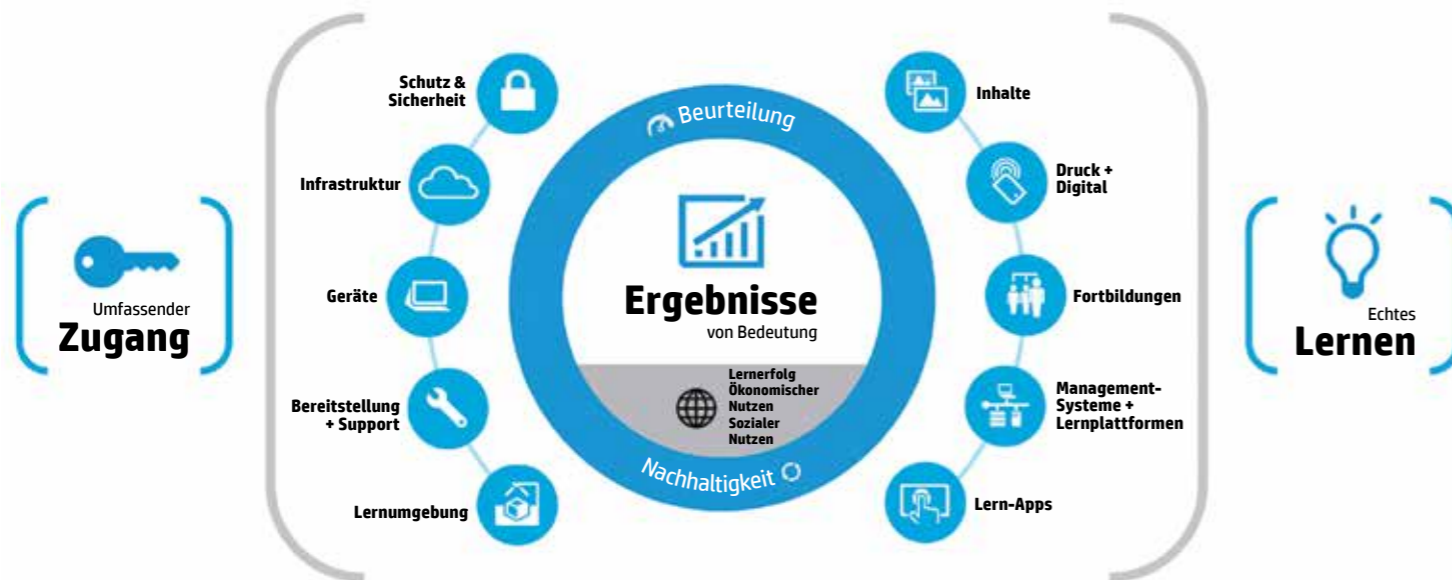 Umfassender
Zugang
Schutz &
Sicherheit
Infrastruktur
Geräte
Bereitstellung
+ Support
Lernumgebung
Beurteilung
Ergebnisse
von Bedeutung
Lernerfolg
Ökonomischer
Nutzen
Sozialer
Nutzen
Nachhaltigkeit
Inhalte
Druck +
Digital
Fortbildungen
Management-
Systeme +
Lernplattformen
Lern-Apps
Echtes
Lernen